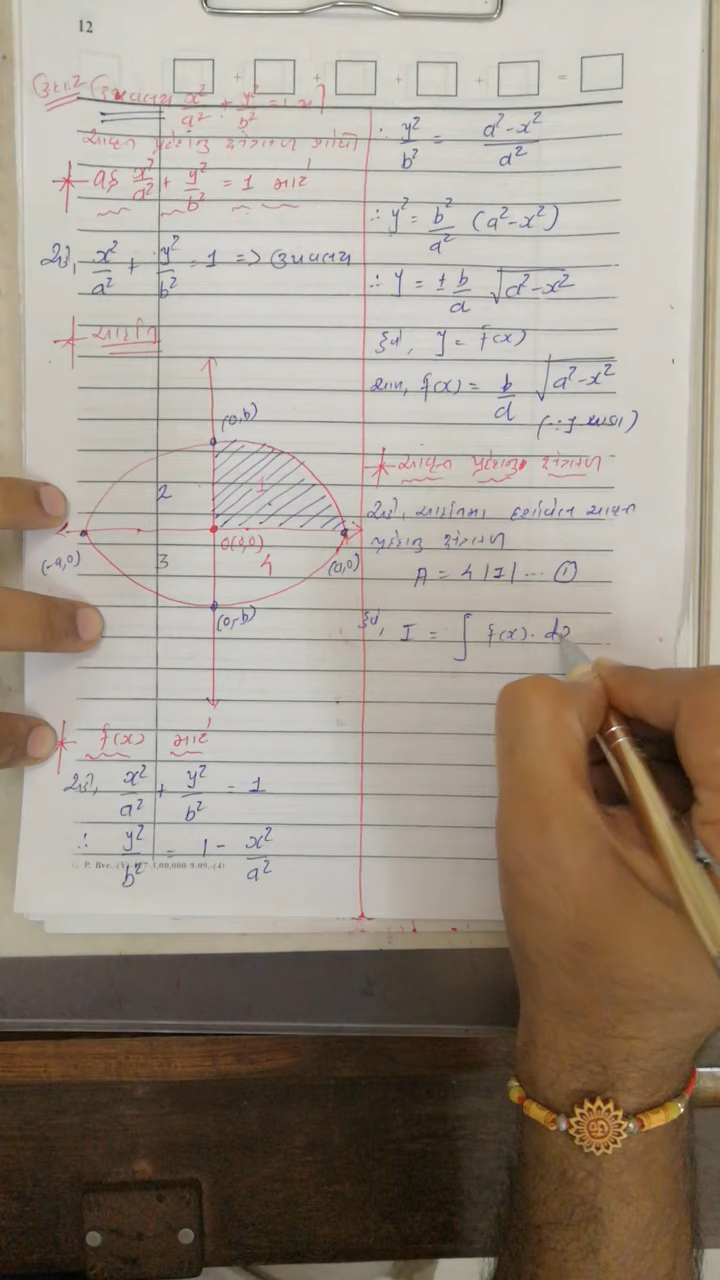 12
+ + + + =
ઉદા.2 ઉપવલય x²/a² + y²/b² = 1
આવૃત્ત પ્રદેશનું ક્ષેત્રફળ
* વક્ર x²/a² + y²/b² = 1 માટે
અહીં, x²/a² + y²/b² = 1 => ઉપવલય
* આકૃતિ
(0,b)
2
1
(-a,0)
O(0,0)
(a,0)
3
4
(0,-b)
* f(x) માટે
અહીં, x²/a² + y²/b² = 1
∴ y²/b² = 1 - x²/a²
∴ y²/b² = a²-x²/a²
∴ y² = b²/a² (a²-x²)
∴ y = ± b/a √a²-x²
હવે, y = f(x)
f(x) = b/a √a²-x²
* આવૃત્ત પ્રદેશનું ક્ષેત્રફળ
અહીં, આકૃતિમાં દર્શાવેલ આવૃત્ત
પ્રદેશનું ક્ષેત્રફળ
A = 4|I| ... ①
હવે, I = ∫ f(x). d